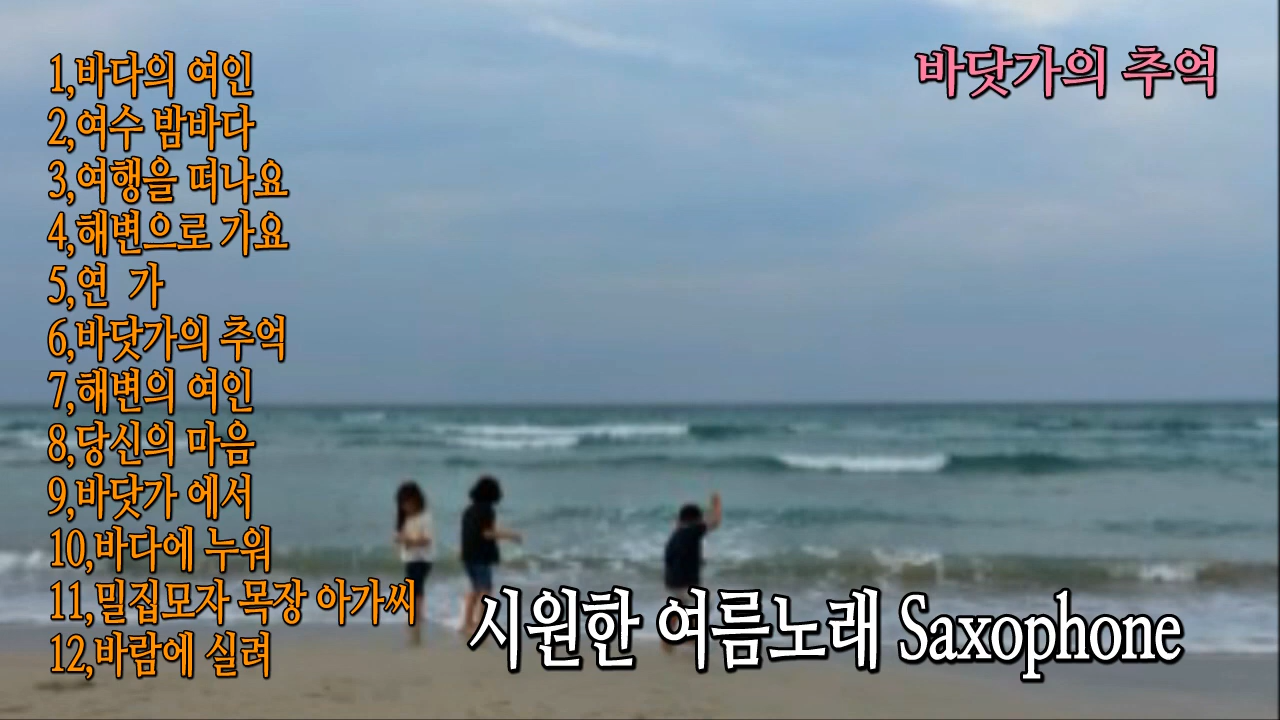 바닷가의 추억
1,바다의 여인
2,여수 밤바다
3,여행을 떠나요
4,해변으로 가요
5,연 가
6,바닷가의 추억
7,해변의 여인
8,당신의 마음
9,바닷가 에서
10,바다에 누워
11,밀집모자 목장 아가씨
12,바람에 실려
시원한 여름노래 Saxophone